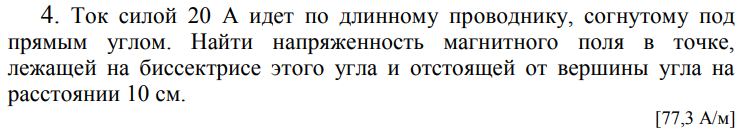 4. Ток силой 20 А идет по длинному проводнику, согнутому под
прямым углом. Найти напряженность магнитного поля в точке,
лежащей на биссектрисе этого угла и отстоящей от вершины угла на
расстоянии 10 см.
[77,3 А/м]